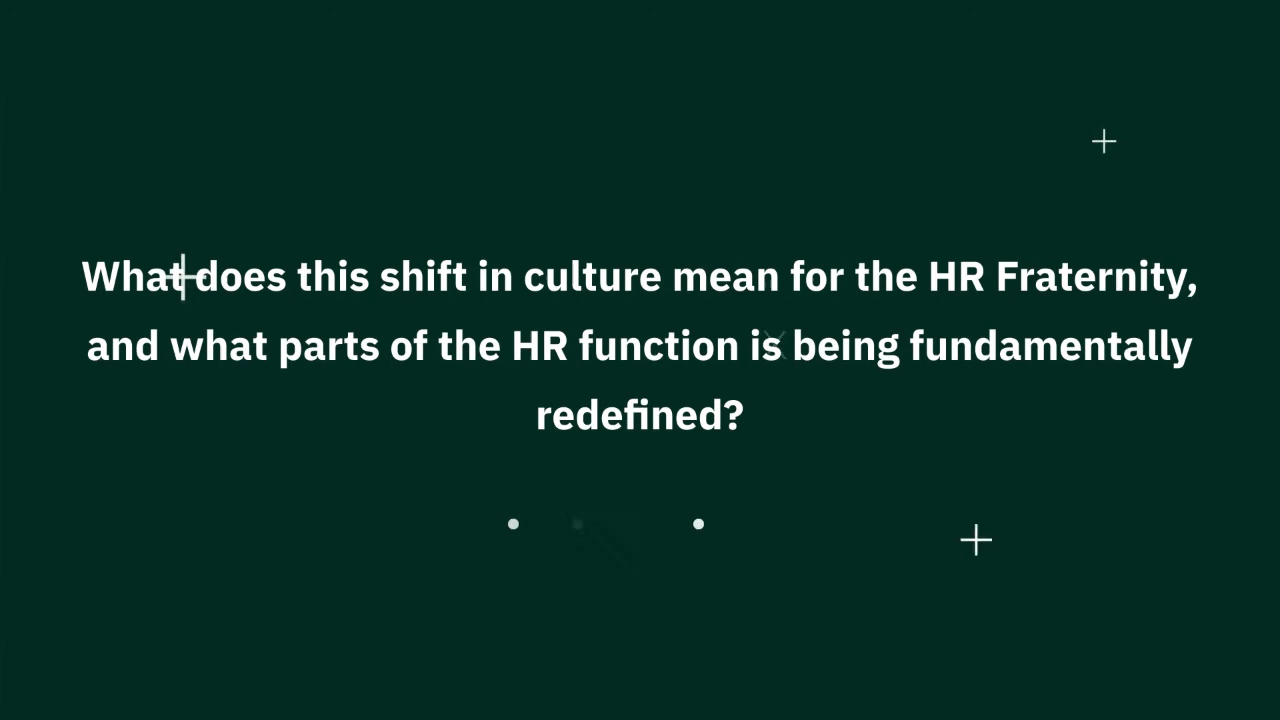 What does this shift in culture mean for the HR Fraternity,
and what parts of the HR function is being fundamentally
redefined?